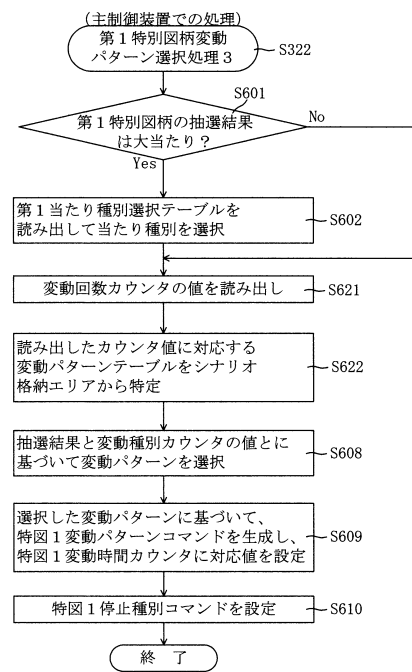 (主制御装置での処理)
第1特別図柄変動
パターン選択処理3
S322
S601
第1特別図柄の抽選結果
は大当たり?
No
Yes
第1当たり種別選択テーブルを
読み出して当たり種別を選択
S602
変動回数カウンタの値を読み出し
S621
読み出したカウンタ値に対応する
変動パターンテーブルをシナリオ
格納エリアから特定
S622
抽選結果と変動種別カウンタの値とに
基づいて変動パターンを選択
S608
選択した変動パターンに基づいて、
特図1変動パターンコマンドを生成し、
特図1変動時間カウンタに対応値を設定
S609
特図1停止種別コマンドを設定
S610
終 了